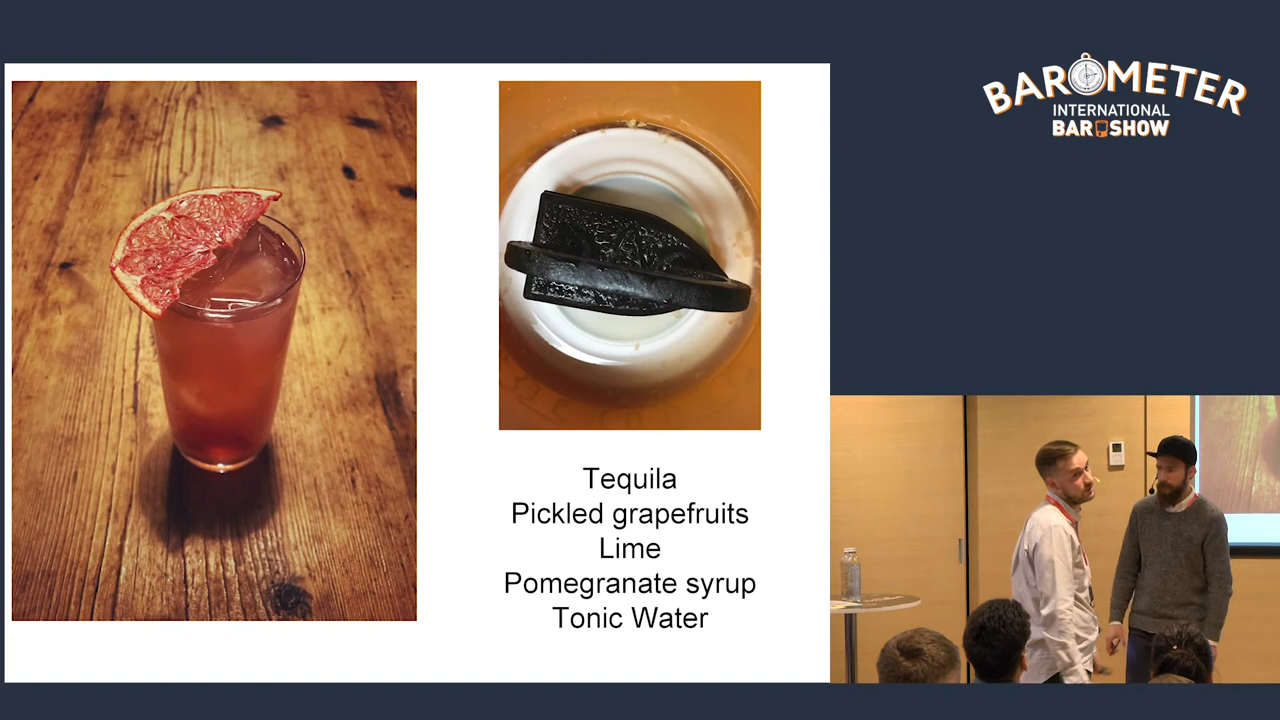 BAROMETER
INTERNATIONAL
BAR SHOW
Tequila
Pickled grapefruits
Lime
Pomegranate syrup
Tonic Water